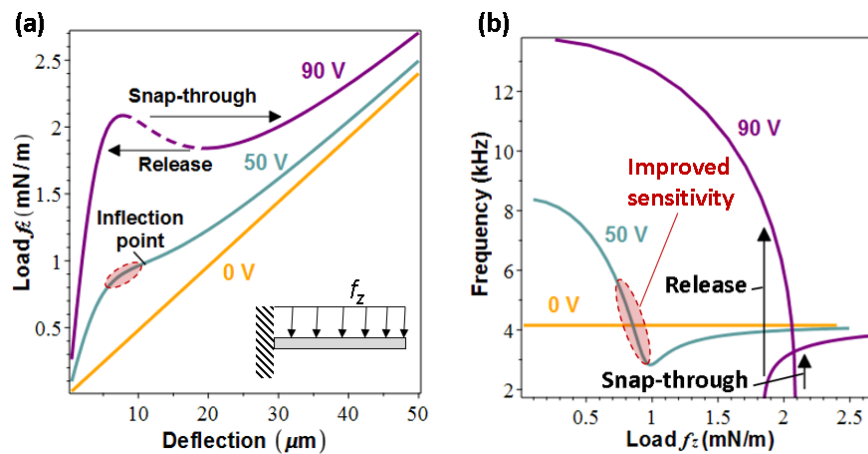 (a)
2.5
2
1.5
1
0.5
Load fz (mN/m)
90 V
Snap-through
Release
50 V
Inflection
point
0 V
fz
10
20
30
40
50
Deflection (μm)
(b)
12
10
8
6
4
2
Frequency (kHz)
90 V
Improved
sensitivity
50 V
Release
0 V
Snap-through
0.5
1
1.5
2
2.5
Load fz (mN/m)